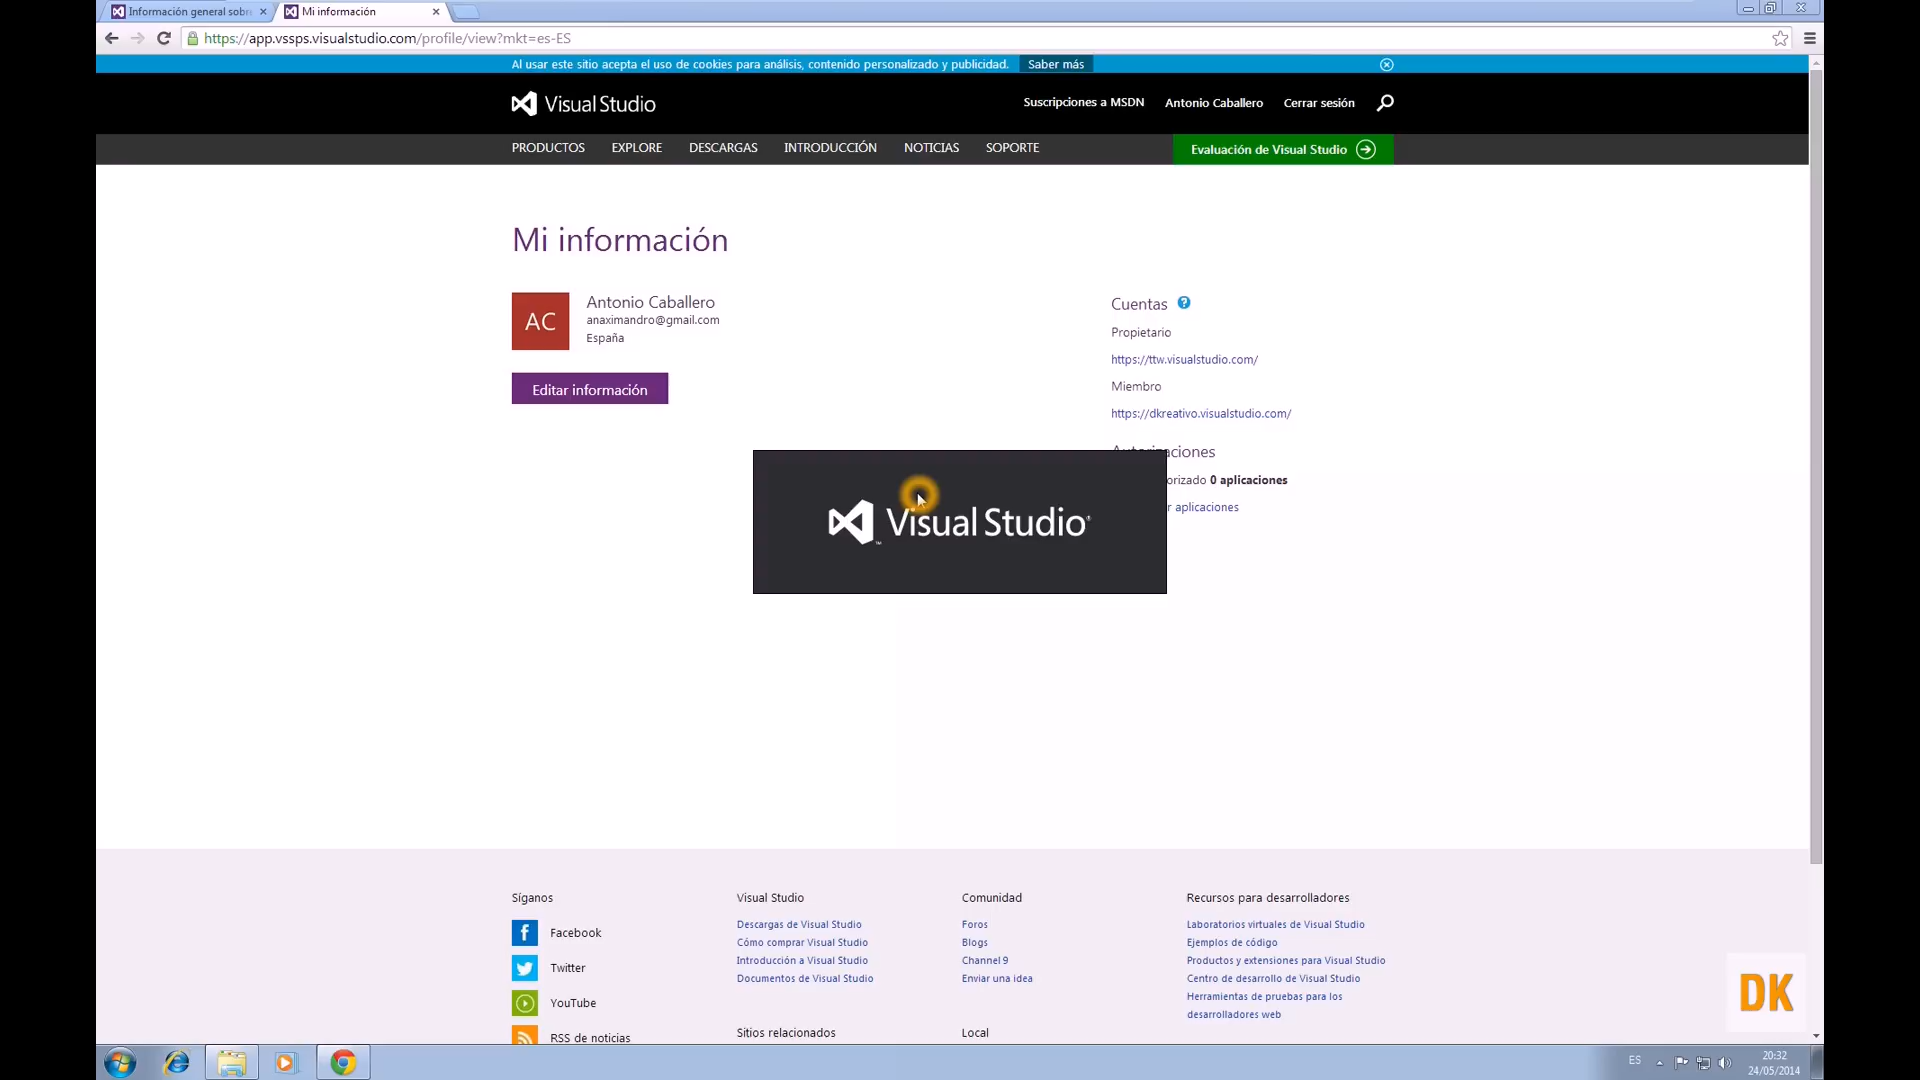 Información general sobr
Mi información
https://app.vssps.visualstudio.com/profile/view?mkt=es-ES
Al usar este sitio acepta el uso de cookies para análisis, contenido personalizado y publicidad.
Saber más
Visual Studio
Suscripciones a MSDN
Antonio Caballero
Cerrar sesión
PRODUCTOS
EXPLORE
DESCARGAS
INTRODUCCIÓN
NOTICIAS
SOPORTE
Evaluación de Visual Studio
Mi información
AC
Antonio Caballero
anaximandro@gmail.com
España
Editar información
Cuentas ?
Propietario
https://ttw.visualstudio.com/
Miembro
https://dkreativo.visualstudio.com/
Autorizaciones
orizado 0 aplicaciones
r aplicaciones
Visual Studio
Síganos
Facebook
Twitter
YouTube
RSS de noticias
Visual Studio
Descargas de Visual Studio
Cómo comprar Visual Studio
Introducción a Visual Studio
Documentos de Visual Studio
Sitios relacionados
Comunidad
Foros
Blogs
Channel 9
Enviar una idea
Local
Recursos para desarrolladores
Laboratorios virtuales de Visual Studio
Ejemplos de código
Productos y extensiones para Visual Studio
Centro de desarrollo de Visual Studio
Herramientas de pruebas para los
desarrolladores web
DK
ES
20:32
24/05/2014